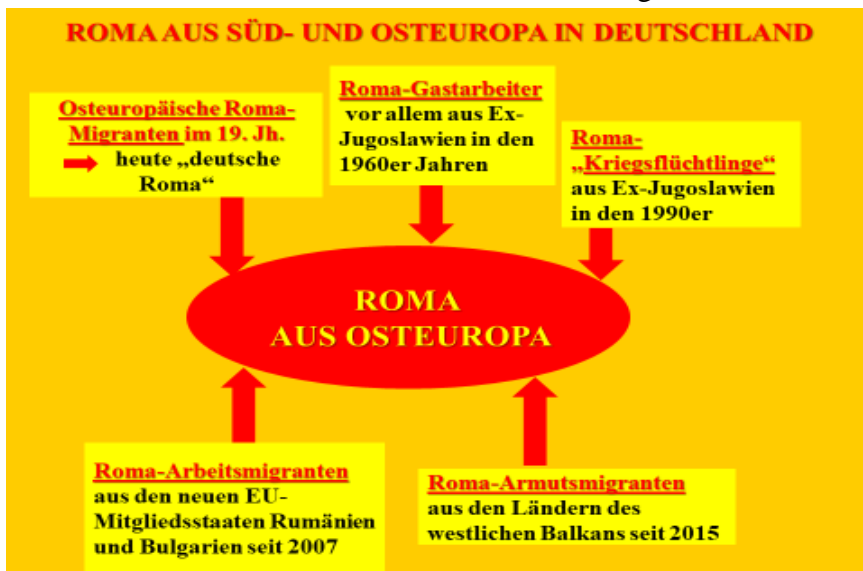 ROMA AUS SÜD- UND OSTEUROPA IN DEUTSCHLAND
Osteuropäische Roma-
Migranten im 19. Jh.
heute „deutsche
Roma“
Roma-Gastarbeiter
vor allem aus Ex-
Jugoslawien in den
1960er Jahren
Roma-
„Kriegsflüchtlinge“
aus Ex-Jugoslawien
in den 1990er
ROMA
AUS OSTEUROPA
Roma-Arbeitsmigranten
aus den neuen EU-
Mitgliedsstaaten Rumänien
und Bulgarien seit 2007
Roma-Armutsmigranten
aus den Ländern des
westlichen Balkans seit 2015